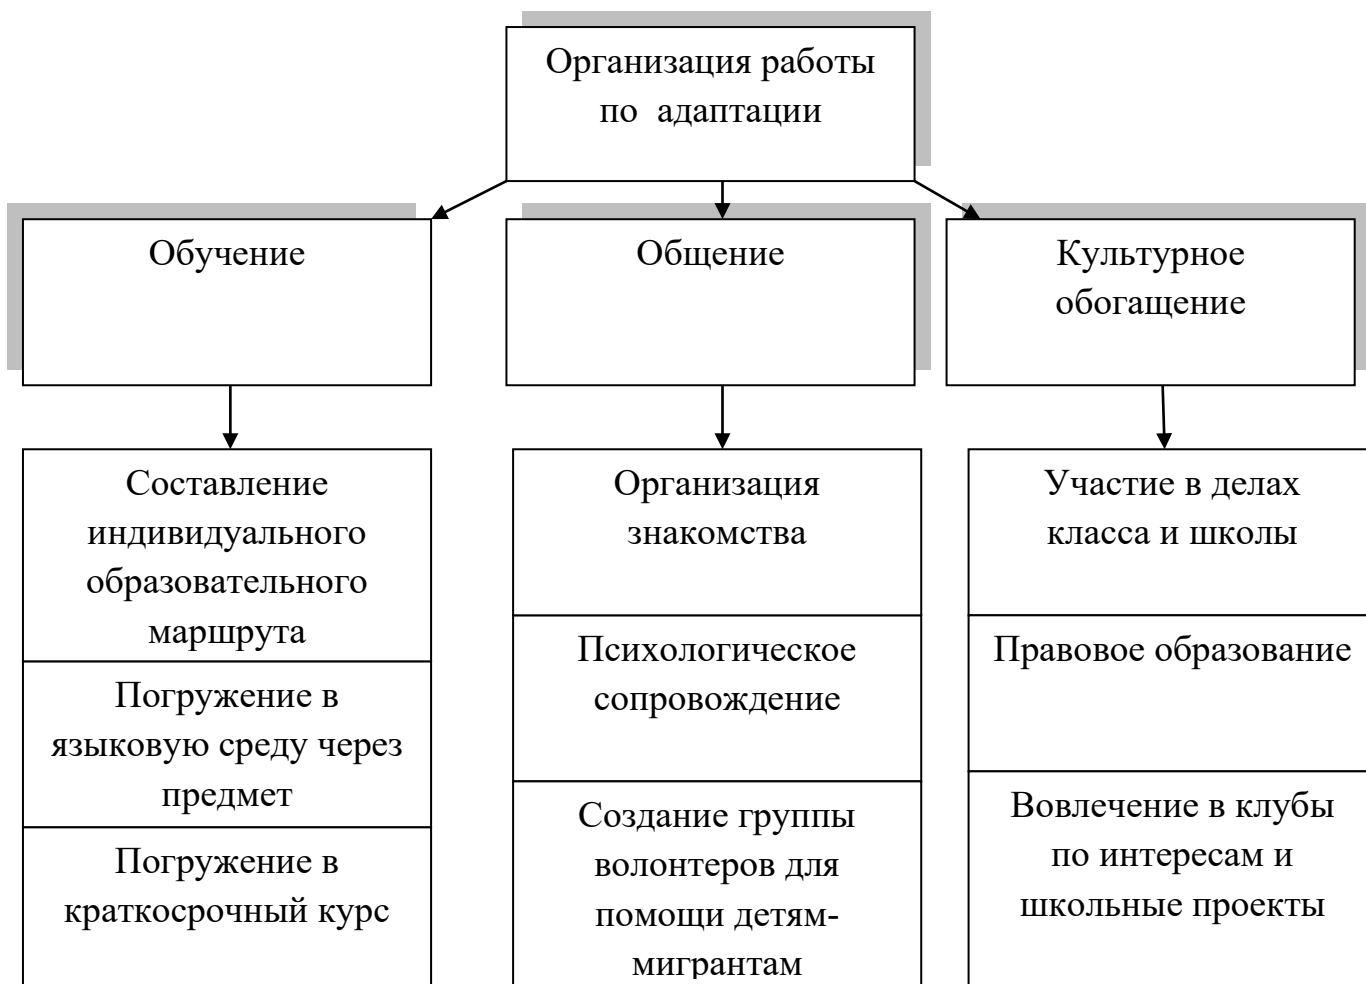 Организация работы
по адаптации
Обучение
Общение
Культурное
обогащение
Составление
индивидуального
образовательного
маршрута
Погружение в
языковую среду через
предмет
Погружение в
краткосрочный курс
Организация
знакомства
Психологическое
сопровождение
Создание группы
волонтеров для
помощи детям-
мигрантам
Участие в делах
класса и школы
Правовое образование
Вовлечение в клубы
по интересам и
школьные проекты